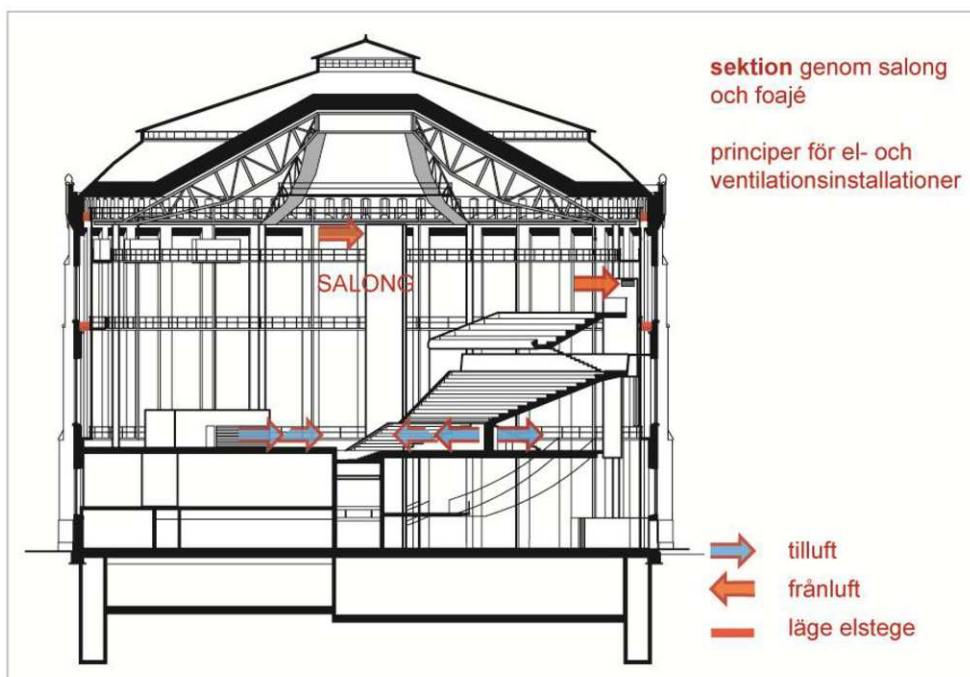 sektion genom salong
och foajé
principer för el- och
ventilationsinstallationer
SALONG
tilluft
frånluft
läge elstege